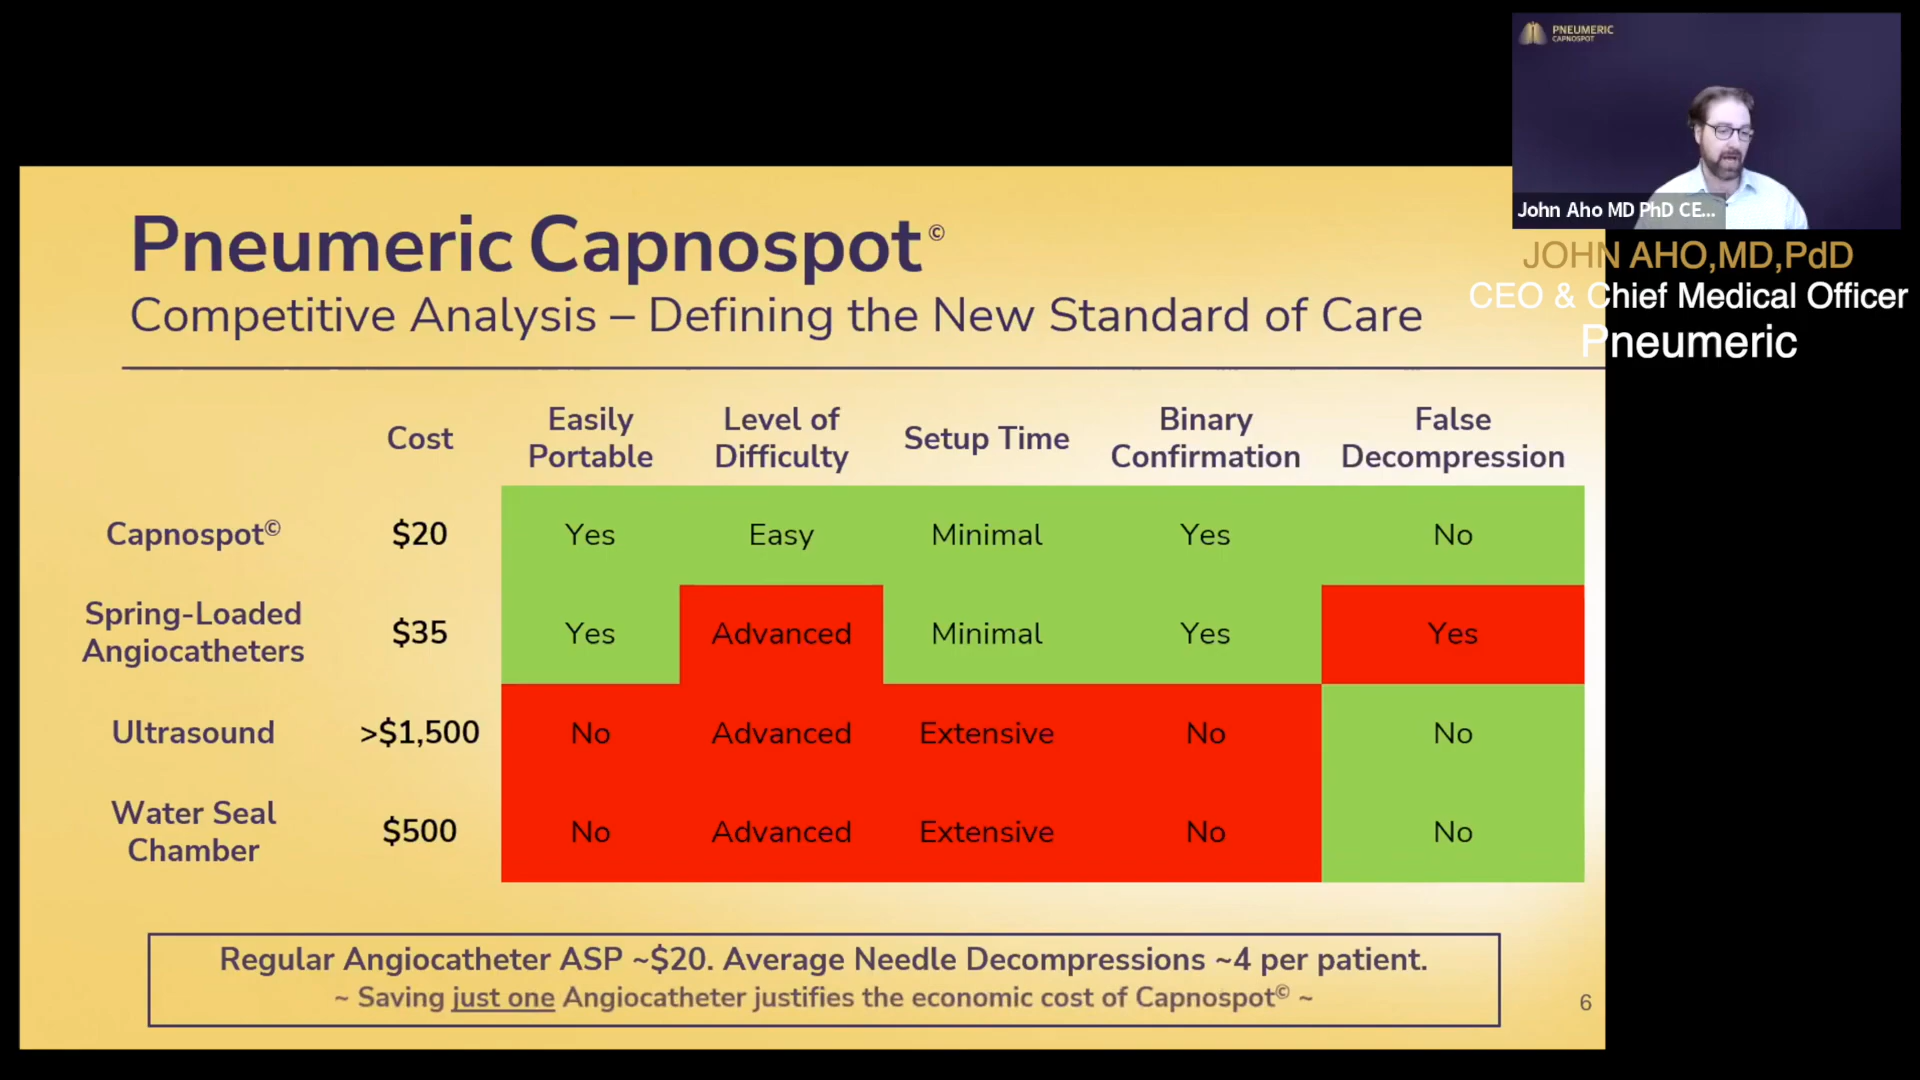 PNEUMERIC
CAPNOSPOT
John Aho MD PhD CE...
JOHN AHO,MD,PdD
CEO & Chief Medical Officer
Pneumeric
Pneumeric Capnospot©
Competitive Analysis – Defining the New Standard of Care
Cost Easily Portable Level of Difficulty Setup Time Binary Confirmation False Decompression
Capnospot© $20 Yes Easy Minimal Yes No
Spring-Loaded Angiocatheters $35 Yes Advanced Minimal Yes Yes
Ultrasound >$1,500 No Advanced Extensive No No
Water Seal Chamber $500 No Advanced Extensive No No
Regular Angiocatheter ASP ~$20. Average Needle Decompressions ~4 per patient.
~ Saving just one Angiocatheter justifies the economic cost of Capnospot© ~
6